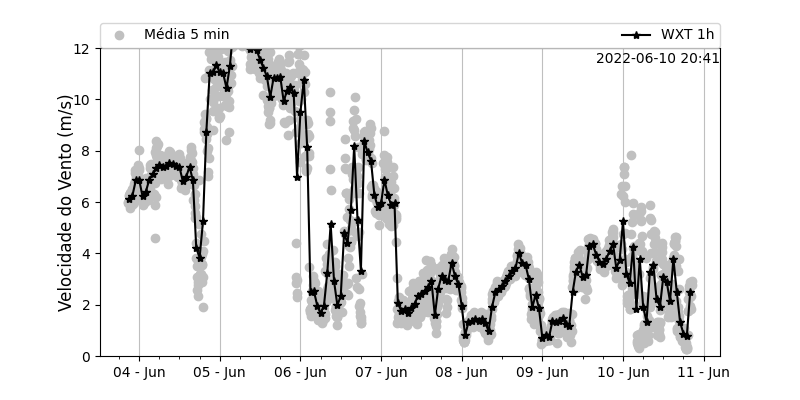 Média 5 min WXT 1h
2022-06-10 20:41
Velocidade do Vento (m/s)
12
10
8
6
4
2
0
04 - Jun 05 - Jun 06 - Jun 07 - Jun 08 - Jun 09 - Jun 10 - Jun 11 - Jun